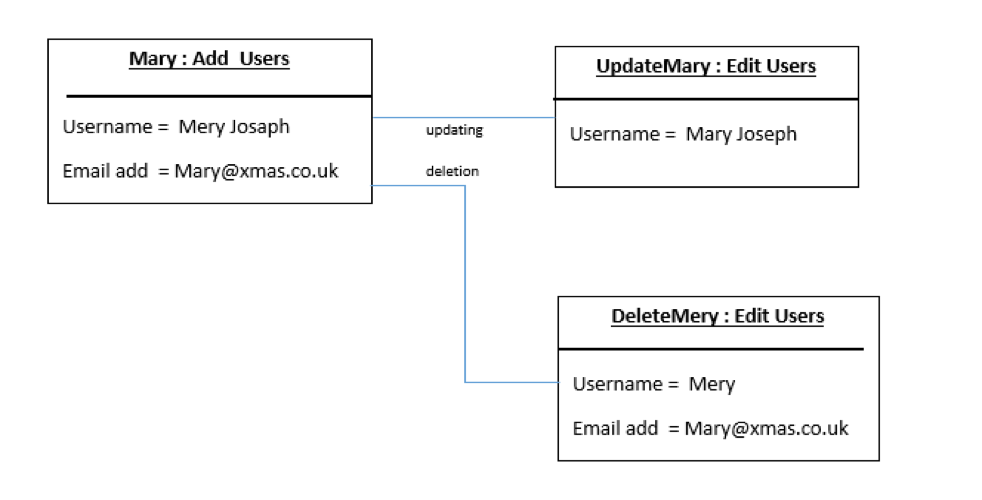 Mary : Add Users
Username = Mery Josaph
Email add = Mary@xmas.co.uk
updating
deletion
UpdateMary : Edit Users
Username = Mary Joseph
DeleteMery : Edit Users
Username = Mery
Email add = Mary@xmas.co.uk